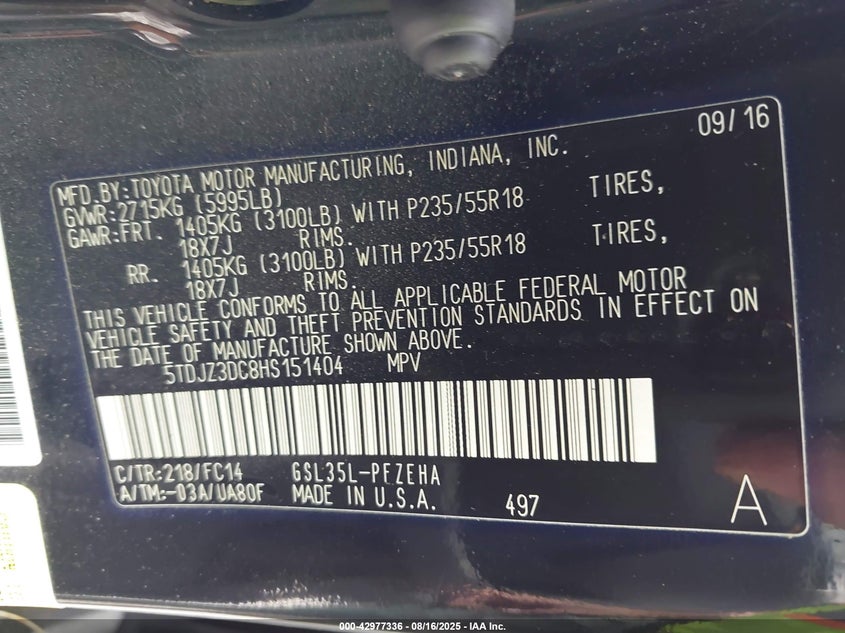 09/16
MFD.BY:TOYOTA MOTOR MANUFACTURING, INDIANA, INC.
GVWR:2715KG (5995LB)
GAWR:FRT. 1405KG (3100LB) WITH P235/55R18 TIRES,
18X7J RIMS.
RR. 1405KG (3100LB) WITH P235/55R18 TIRES,
18X7J RIMS.
THIS VEHICLE CONFORMS TO ALL APPLICABLE FEDERAL MOTOR
VEHICLE SAFETY AND THEFT PREVENTION STANDARDS IN EFFECT ON
THE DATE OF MANUFACTURE SHOWN ABOVE.
5TDJZ3DC8HS151404 MPV
C/TR:218/FC14 GSL35L-PFZEHA
A/TM:-03A/UA80F MADE IN U.S.A. 497 A
000-42977336 - 08/16/2025 - IAA Inc.